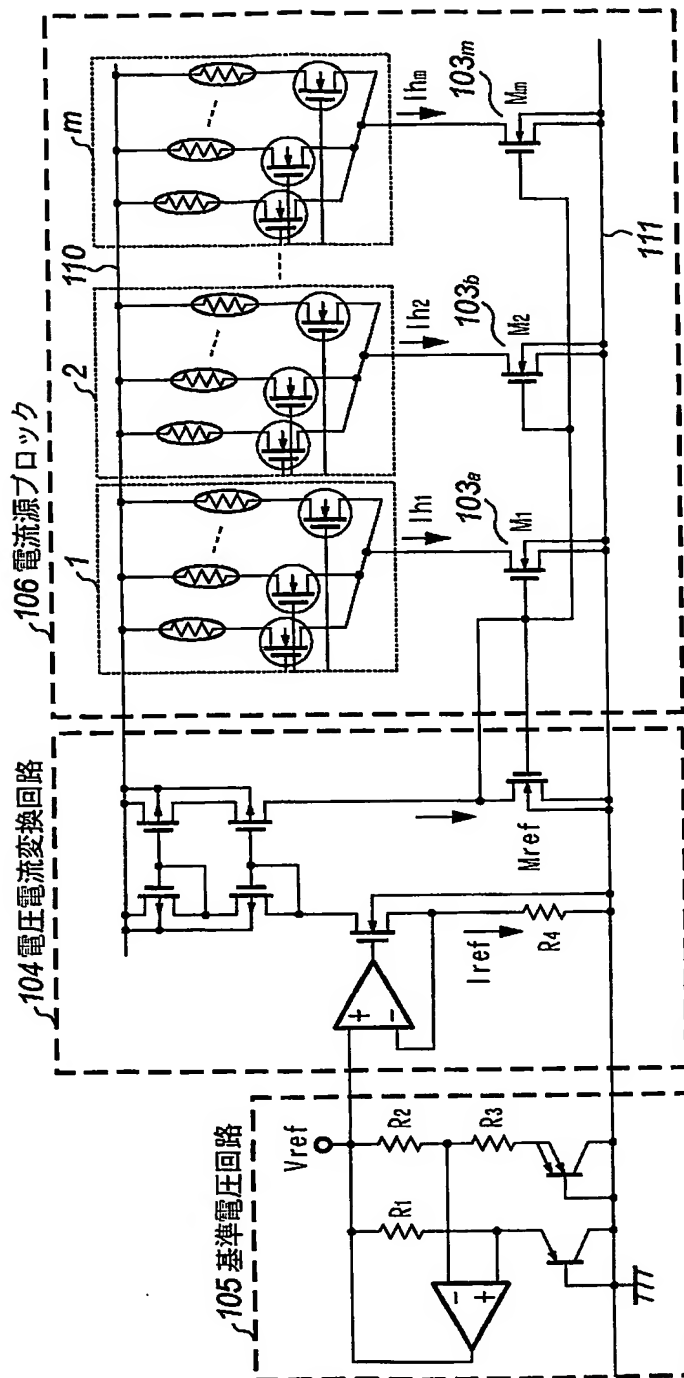 105 基準電圧回路
Vref
R1
R2
R3
-
+
104 電圧電流変換回路
+
-
Iref
R4
Mref
106 電流源ブロック
110
1
2
m
Ih1
Ih2
Ihm
103a
103b
103m
M1
M2
Mm
111